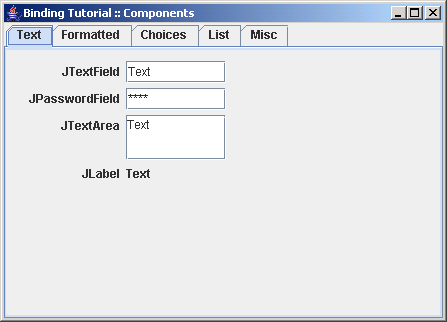 Binding Tutorial :: Components
Text Formatted Choices List Misc
JTextField Text
JPasswordField ****
JTextArea Text
JLabel Text